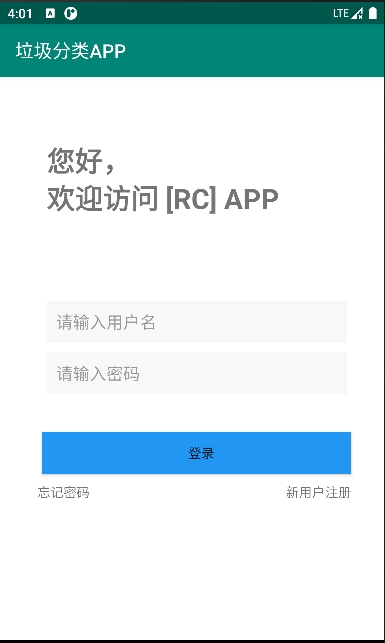 4:01 LTE
垃圾分类APP
您好，
欢迎访问 [RC] APP
请输入用户名
请输入密码
登录
忘记密码 新用户注册